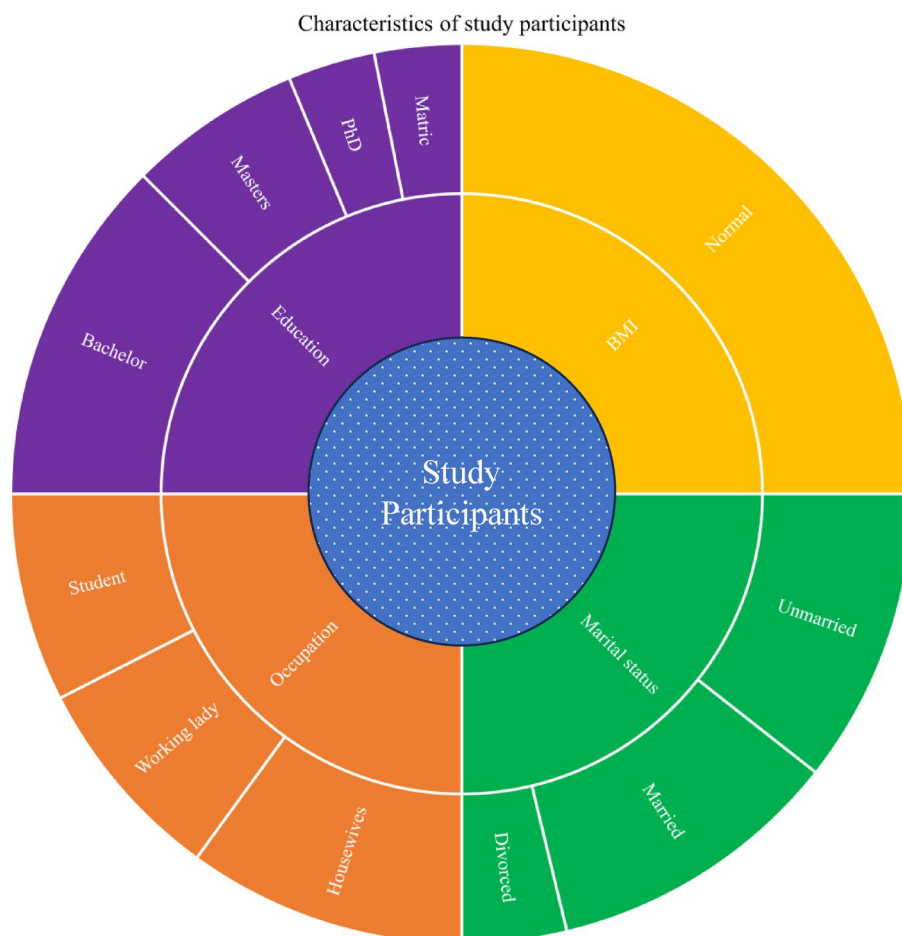 Characteristics of study participants
Matric
PhD
Masters
Bachelor
Education
Normal
BMI
Study
Participants
Student
Working lady
Housewives
Occupation
Marital status
Unmarried
Married
Divorced